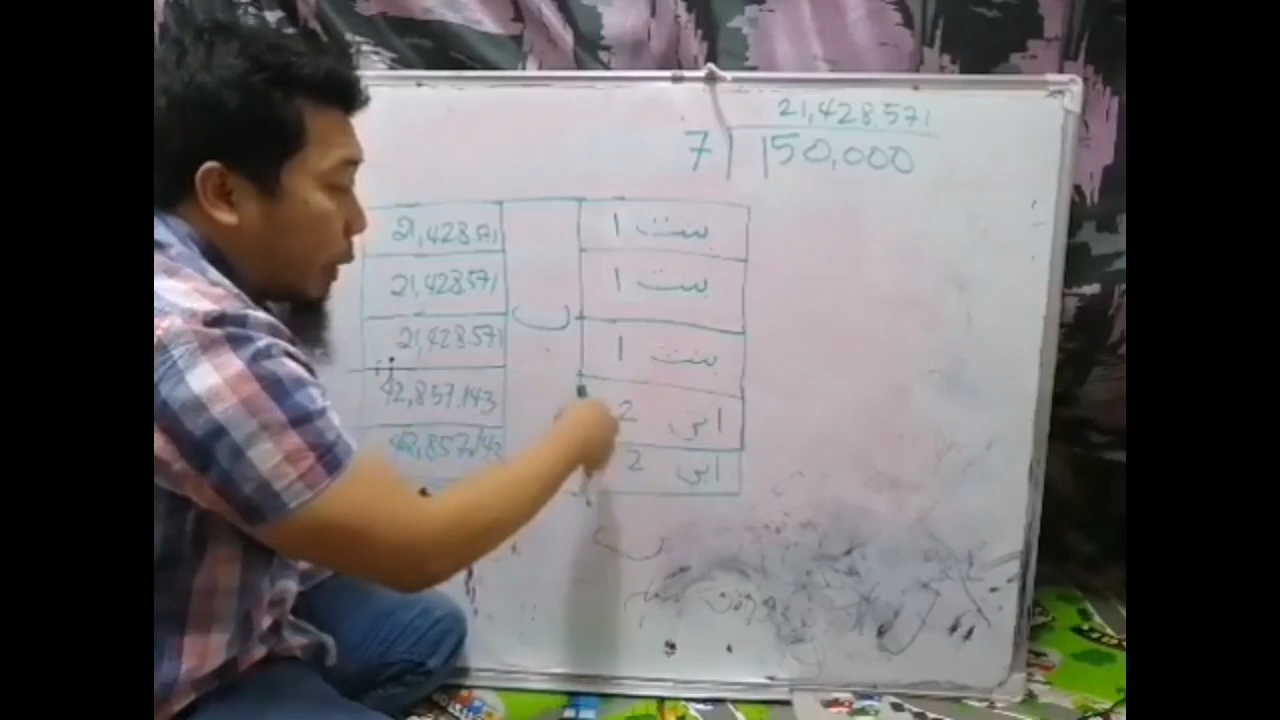 21,428.571
7 150,000
بنت 1 21,428.571
بنت 1 21,428.571
بنت 1 21,428.571
ابن 2 42,857.143
ابن 2 42,857.143